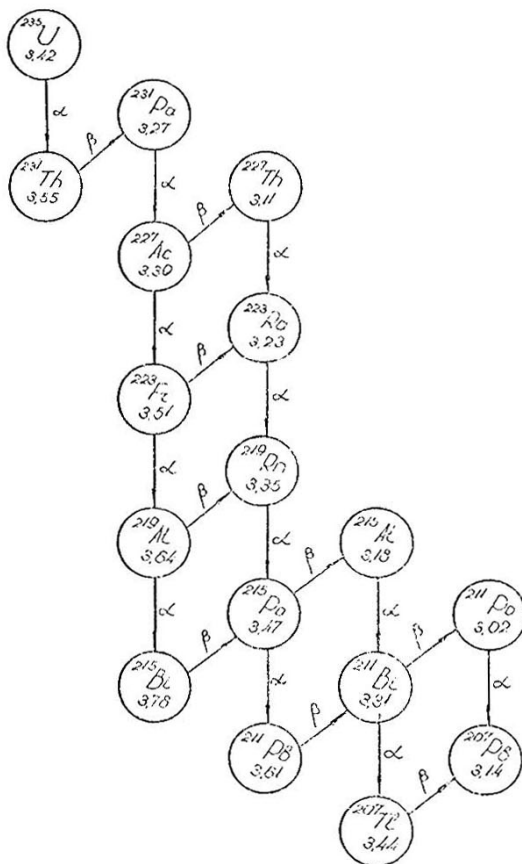 ²³⁵U
3,42
²³¹Pa
3,27
α
β
²³¹Th
3,55
α
²²⁷Th
3,11
β
²²⁷Ac
3,30
α
²²³Ra
3,23
α
β
²²³Fr
3,51
α
²¹⁹Rn
3,35
α
β
²¹⁹At
3,64
α
²¹⁵At
3,18
β
²¹⁵Po
3,47
²¹¹Po
3,02
α
β
α
β
²¹⁵Bi
3,78
α
²¹¹Bi
3,31
α
β
²¹¹Pb
3,61
α
²⁰⁷Pb
3,14
β
²⁰⁷Tl
3,44